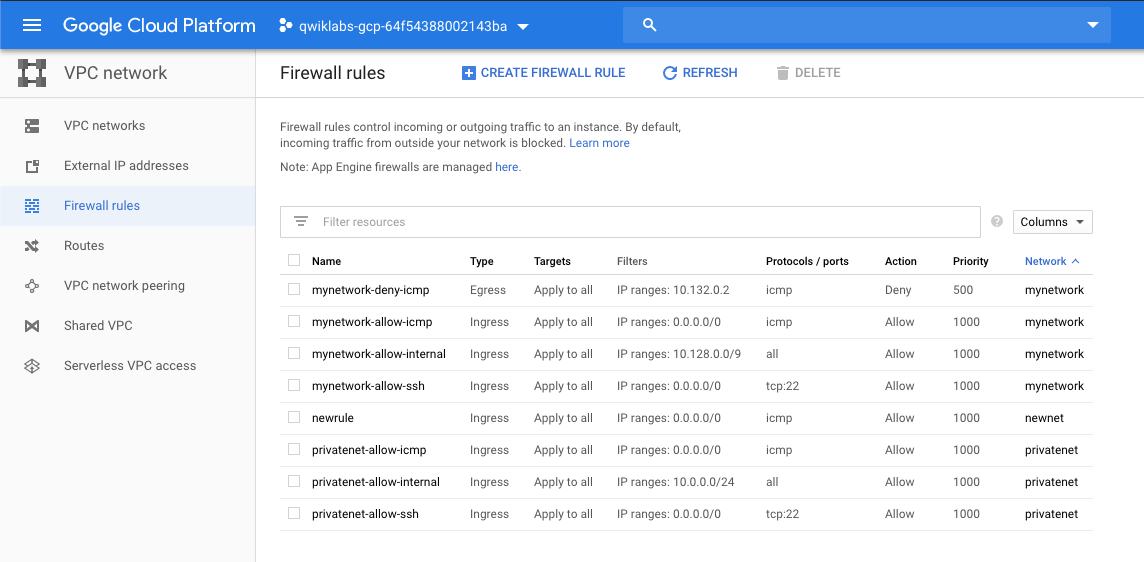 Google Cloud Platform qwiklabs-gcp-64f54388002143ba
VPC network
Firewall rules CREATE FIREWALL RULE REFRESH DELETE
VPC networks
External IP addresses
Firewall rules
Routes
VPC network peering
Shared VPC
Serverless VPC access
Firewall rules control incoming or outgoing traffic to an instance. By default,
incoming traffic from outside your network is blocked. Learn more
Note: App Engine firewalls are managed here.
Filter resources ? Columns
Name Type Targets Filters Protocols / ports Action Priority Network
mynetwork-deny-icmp Egress Apply to all IP ranges: 10.132.0.2 icmp Deny 500 mynetwork
mynetwork-allow-icmp Ingress Apply to all IP ranges: 0.0.0.0/0 icmp Allow 1000 mynetwork
mynetwork-allow-internal Ingress Apply to all IP ranges: 10.128.0.0/9 all Allow 1000 mynetwork
mynetwork-allow-ssh Ingress Apply to all IP ranges: 0.0.0.0/0 tcp:22 Allow 1000 mynetwork
newrule Ingress Apply to all IP ranges: 0.0.0.0/0 icmp Allow 1000 newnet
privatenet-allow-icmp Ingress Apply to all IP ranges: 0.0.0.0/0 icmp Allow 1000 privatenet
privatenet-allow-internal Ingress Apply to all IP ranges: 10.0.0.0/24 all Allow 1000 privatenet
privatenet-allow-ssh Ingress Apply to all IP ranges: 0.0.0.0/0 tcp:22 Allow 1000 privatenet